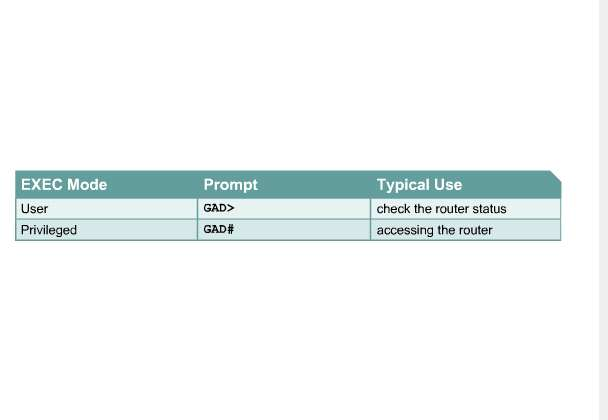 EXEC Mode Prompt Typical Use
User GAD> check the router status
Privileged GAD# accessing the router